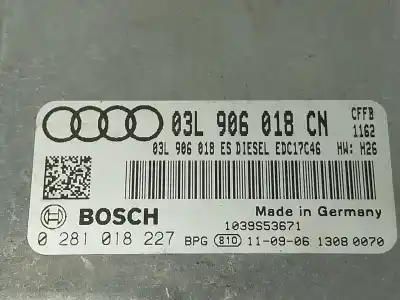 03L 906 018 CN
CFFB
1162
03L 906 018 ES DIESEL EDC17C46 HW: H26
BOSCH
Made in Germany
1039S53671
0 281 018 227 BPG 810 11-09-06 1308 0070